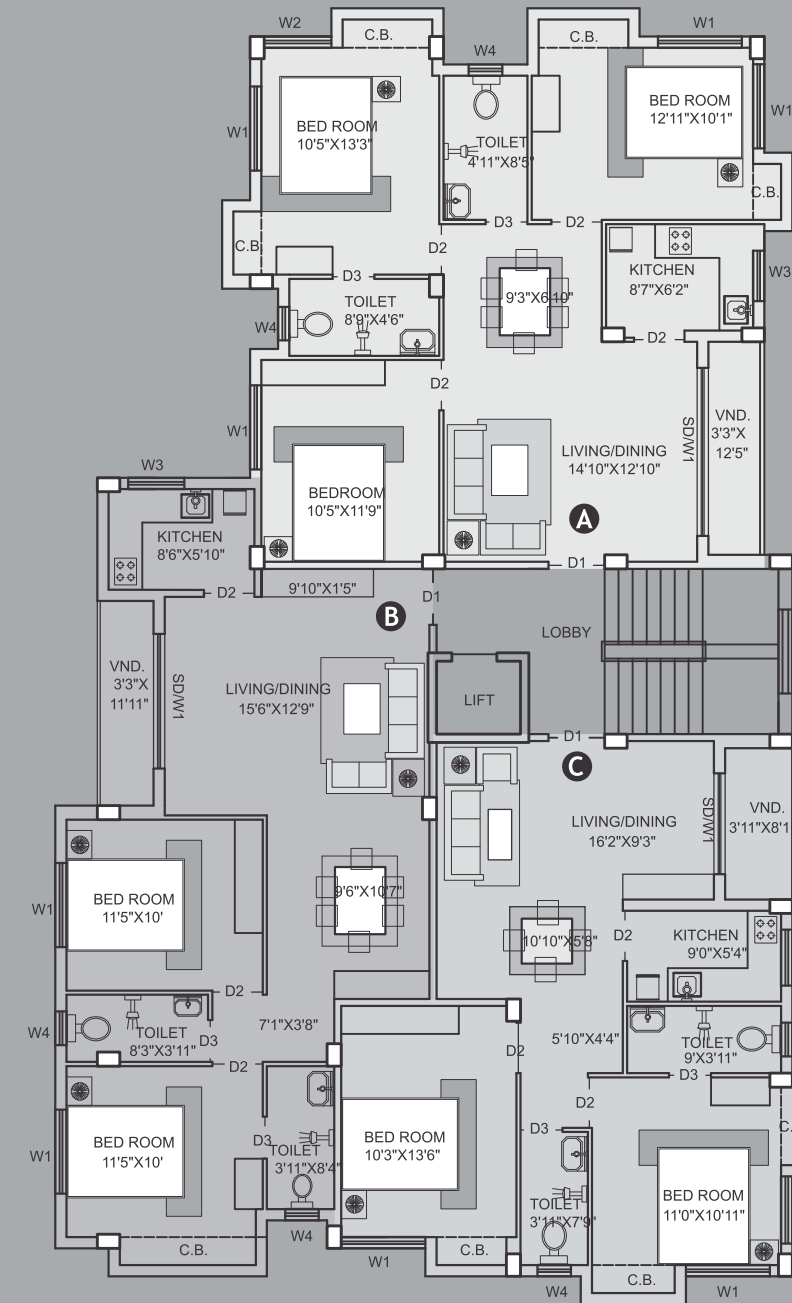 W2
C.B.
C.B.
W1
W4
BED ROOM
10'5"X13'3"
W1
TOILET
4'11"X8'5"
BED ROOM
12'11"X10'1"
W1
C.B.
C.B.
D2
D3
D2
D3
KITCHEN
8'7"X6'2"
W3
TOILET
8'9"X4'6"
W4
9'3"X6'10"
D2
D2
W1
BEDROOM
10'5"X11'9"
LIVING/DINING
14'10"X12'10"
SD/W1
VND.
3'3"X
12'5"
A
D1
W3
KITCHEN
8'6"X5'10"
D2
9'10"X1'5"
B
D1
LOBBY
LIFT
VND.
3'3"X
11'11"
SD/W1
LIVING/DINING
15'6"X12'9"
D1
C
LIVING/DINING
16'2"X9'3"
SD/W1
VND.
3'11"X8'1
W1
BED ROOM
11'5"X10'
9'6"X10'7"
10'10"X5'8"
D2
KITCHEN
9'0"X5'4"
D2
W4
TOILET
8'3"X3'11"
D3
7'1"X3'8"
D2
D2
5'10"X4'4"
TOILET
9'X3'11"
D3
W1
BED ROOM
11'5"X10'
D3
TOILET
3'11"X8'4"
BED ROOM
10'3"X13'6"
D2
D3
C.
TOILET
3'11"X7'9"
BED ROOM
11'0"X10'11"
C.B.
W4
W1
C.B.
W4
C.B.
W1